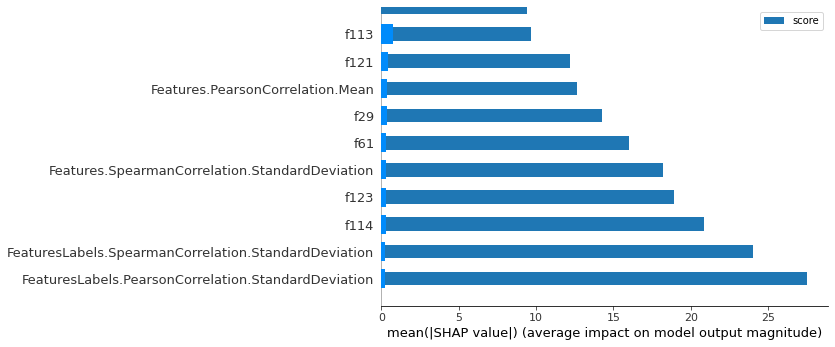 score
f113
f121
Features.PearsonCorrelation.Mean
f29
f61
Features.SpearmanCorrelation.StandardDeviation
f123
f114
FeaturesLabels.SpearmanCorrelation.StandardDeviation
FeaturesLabels.PearsonCorrelation.StandardDeviation
0 5 10 15 20 25
mean(|SHAP value|) (average impact on model output magnitude)